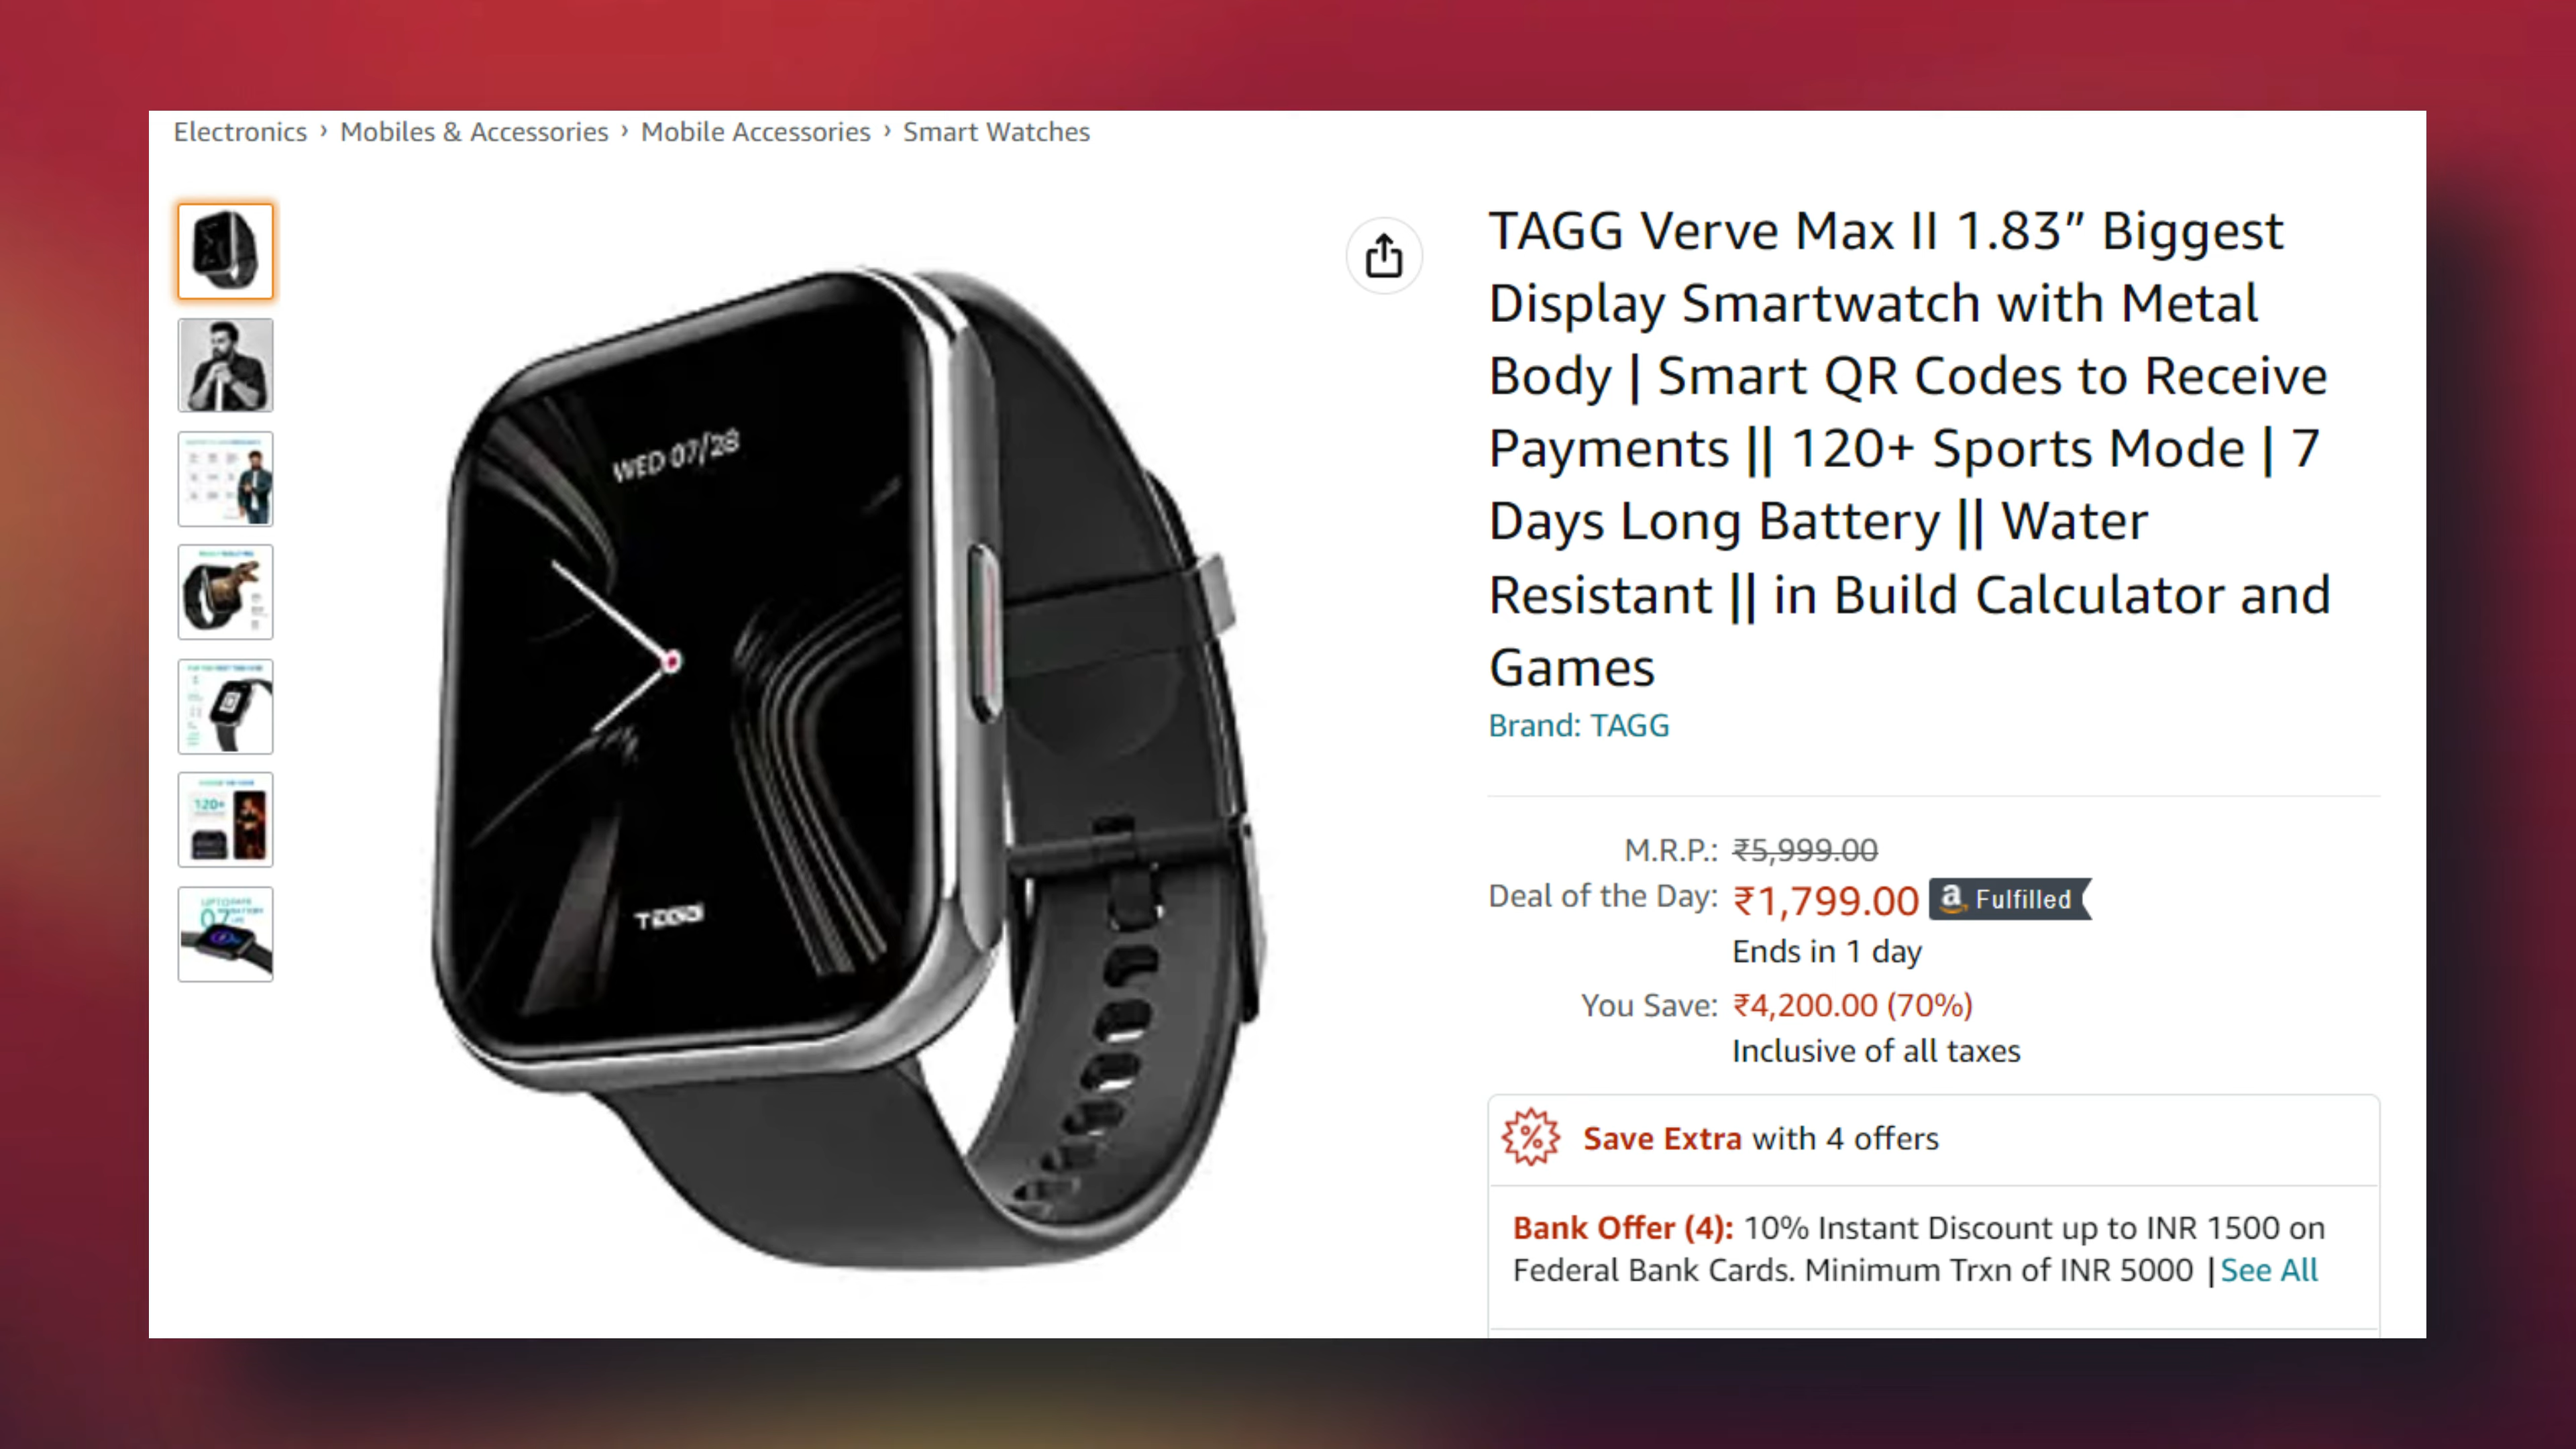 Electronics › Mobiles & Accessories › Mobile Accessories › Smart Watches
WED 07/28
TAGG
120+
07
TAGG Verve Max II 1.83" Biggest
Display Smartwatch with Metal
Body | Smart QR Codes to Receive
Payments || 120+ Sports Mode | 7
Days Long Battery || Water
Resistant || in Build Calculator and
Games
Brand: TAGG
M.R.P.: ₹5,999.00
Deal of the Day: ₹1,799.00 a Fulfilled
Ends in 1 day
You Save: ₹4,200.00 (70%)
Inclusive of all taxes
% Save Extra with 4 offers
Bank Offer (4): 10% Instant Discount up to INR 1500 on
Federal Bank Cards. Minimum Trxn of INR 5000 | See All